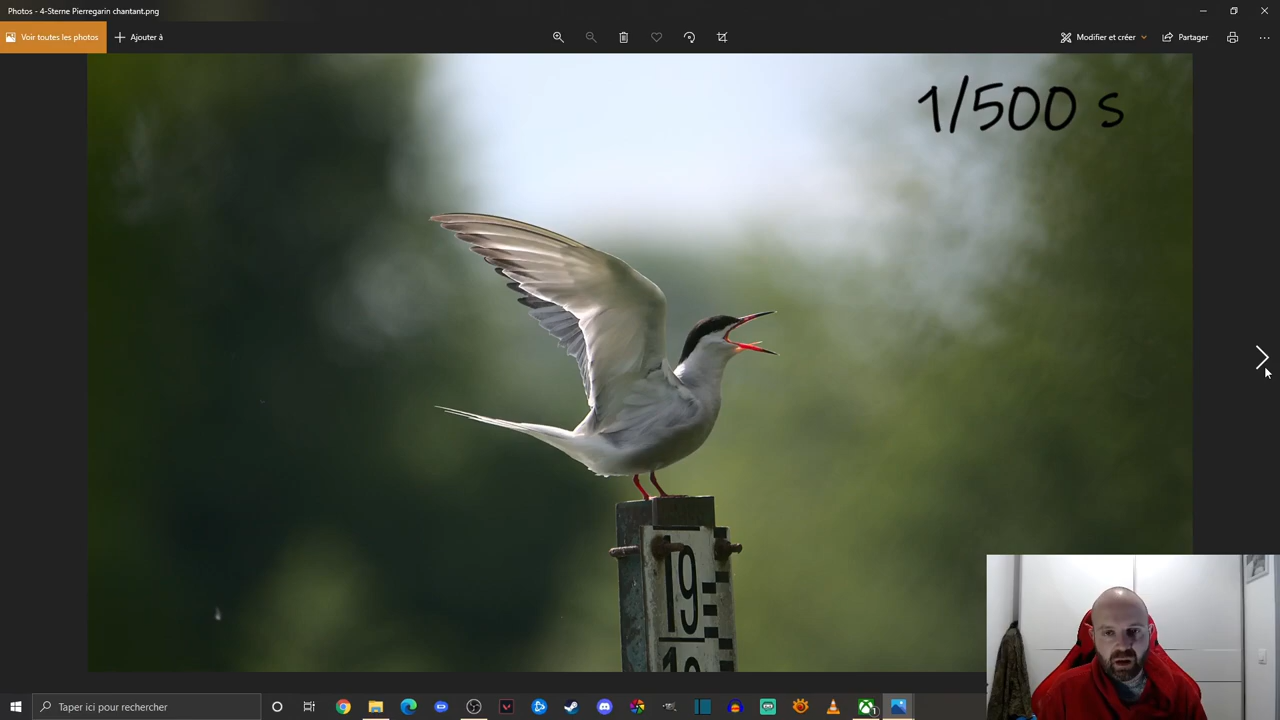 Photos - 4-Sterne Pierregarin chantant.png
Voir toutes les photos
Ajouter à
Modifier et créer
Partager
1/500 s
19
Taper ici pour rechercher
1